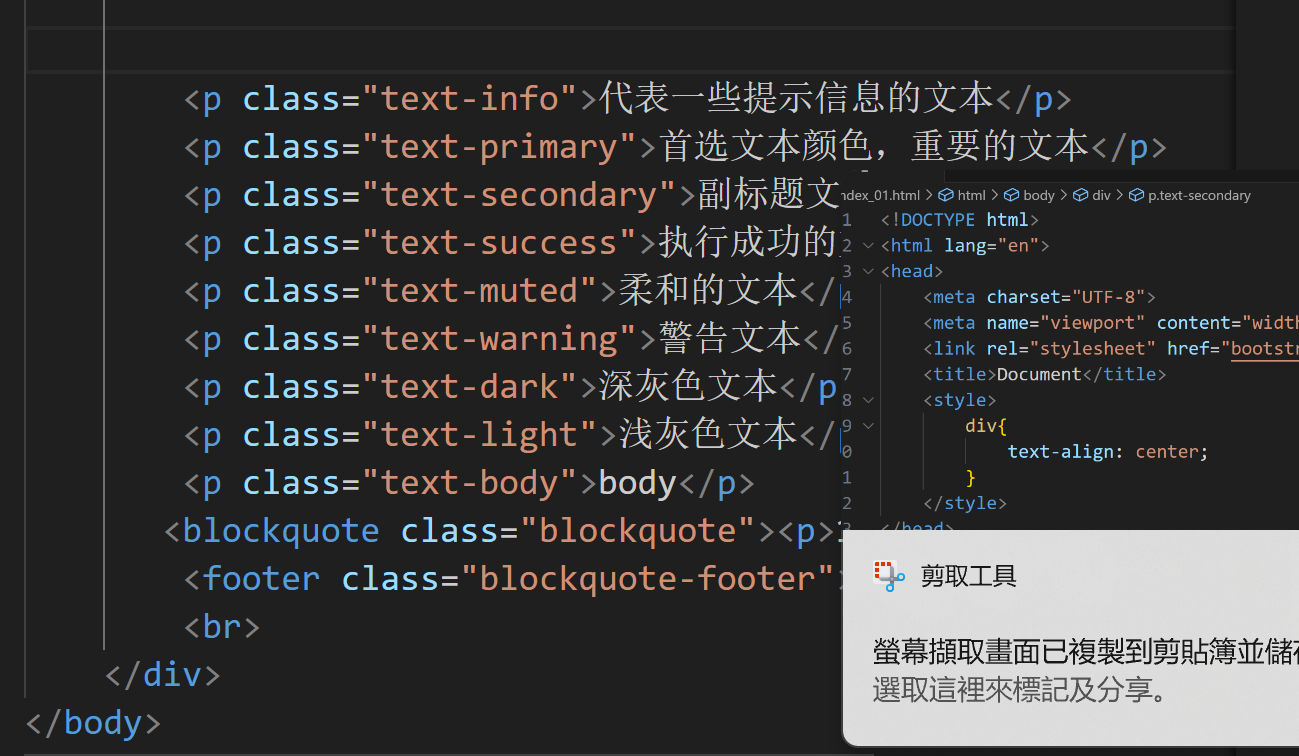 <p class="text-info">代表一些提示信息的文本</p>
<p class="text-primary">首选文本颜色，重要的文本</p>
<p class="text-secondary">副标题文
<p class="text-success">执行成功的
<p class="text-muted">柔和的文本</
<p class="text-warning">警告文本</
<p class="text-dark">深灰色文本</p
<p class="text-light">浅灰色文本</
<p class="text-body">body</p>
<blockquote class="blockquote"><p>
<footer class="blockquote-footer">
<br>
</div>
</body>
ndex_01.html > html > body > div > p.text-secondary
1 <!DOCTYPE html>
2 <html lang="en">
3 <head>
4 <meta charset="UTF-8">
5 <meta name="viewport" content="width
6 <link rel="stylesheet" href="bootstr
7 <title>Document</title>
8 <style>
9 div{
0 text-align: center;
1 }
2 </style>
3 </head>
剪取工具
螢幕擷取畫面已複製到剪貼簿並儲存
選取這裡來標記及分享。